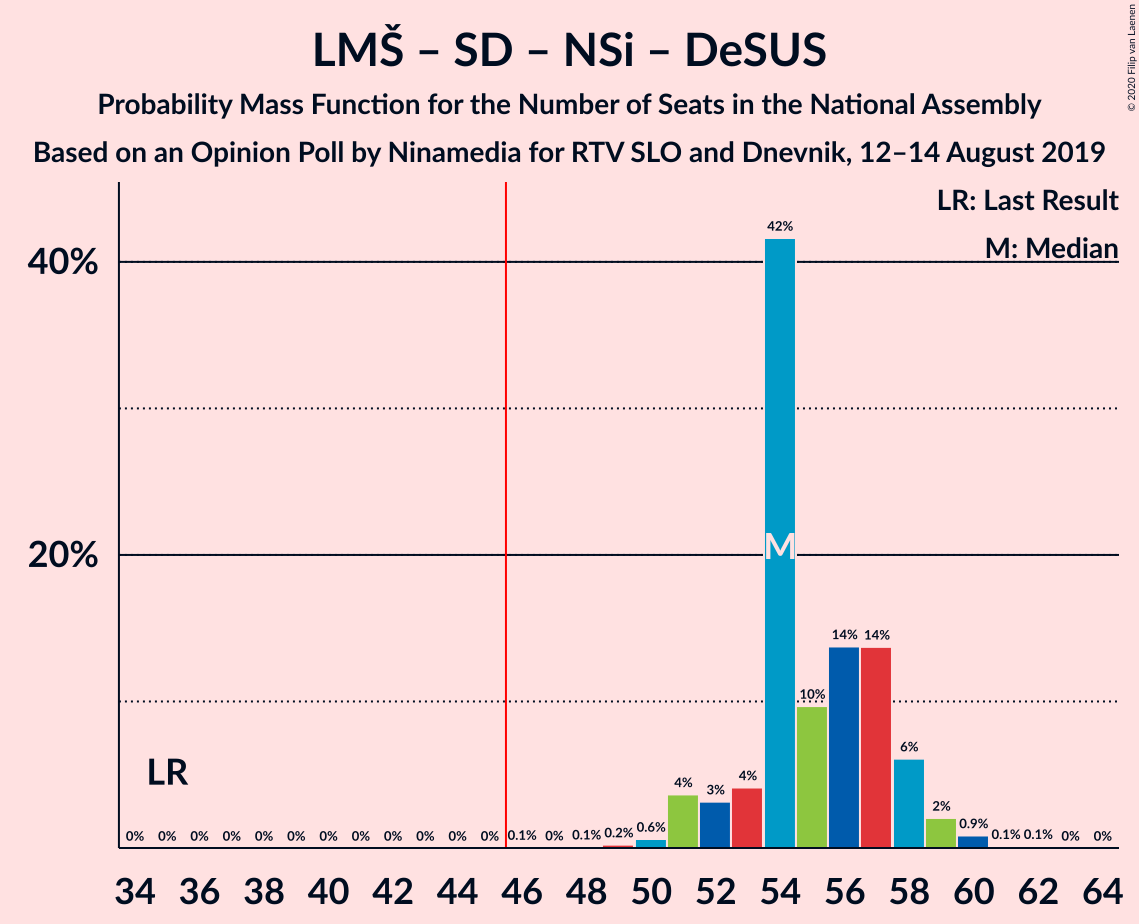 LMŠ – SD – NSi – DeSUS
Probability Mass Function for the Number of Seats in the National Assembly
Based on an Opinion Poll by Ninamedia for RTV SLO and Dnevnik, 12–14 August 2019
© 2020 Filip van Laenen
LR: Last Result
M: Median
42%
40%
M
20%
14% 14%
10%
6%
LR
4% 3% 4% 2%
0% 0% 0% 0% 0% 0% 0% 0% 0% 0% 0% 0% 0.1% 0% 0.1% 0.2% 0.6% 0.9% 0.1% 0.1% 0% 0%
34 36 38 40 42 44 46 48 50 52 54 56 58 60 62 64